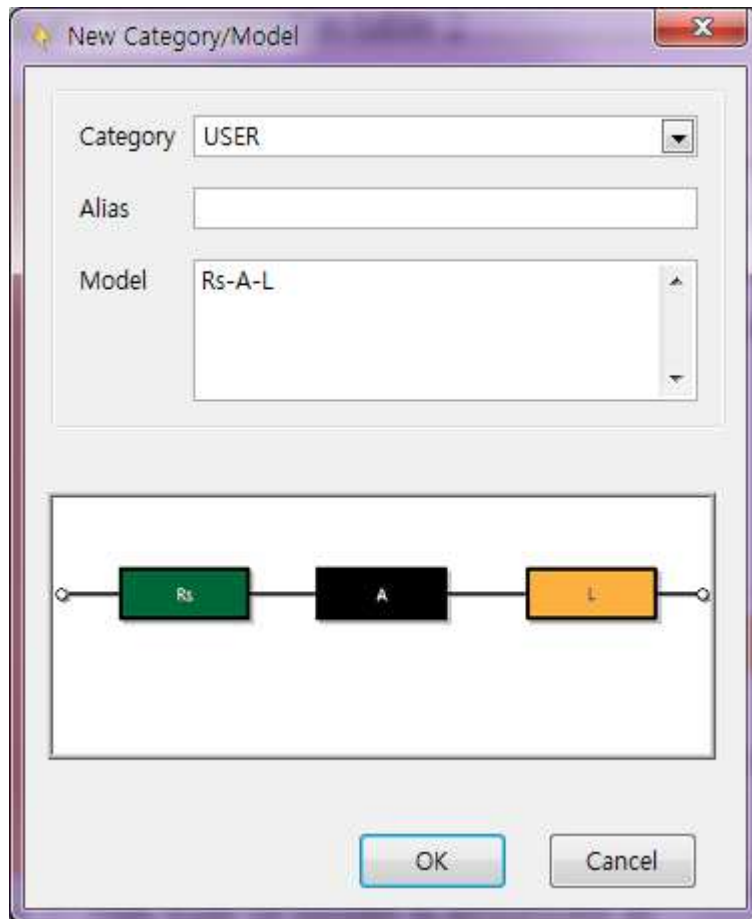 New Category/Model
Category USER
Alias
Model Rs-A-L
Rs A L
OK Cancel